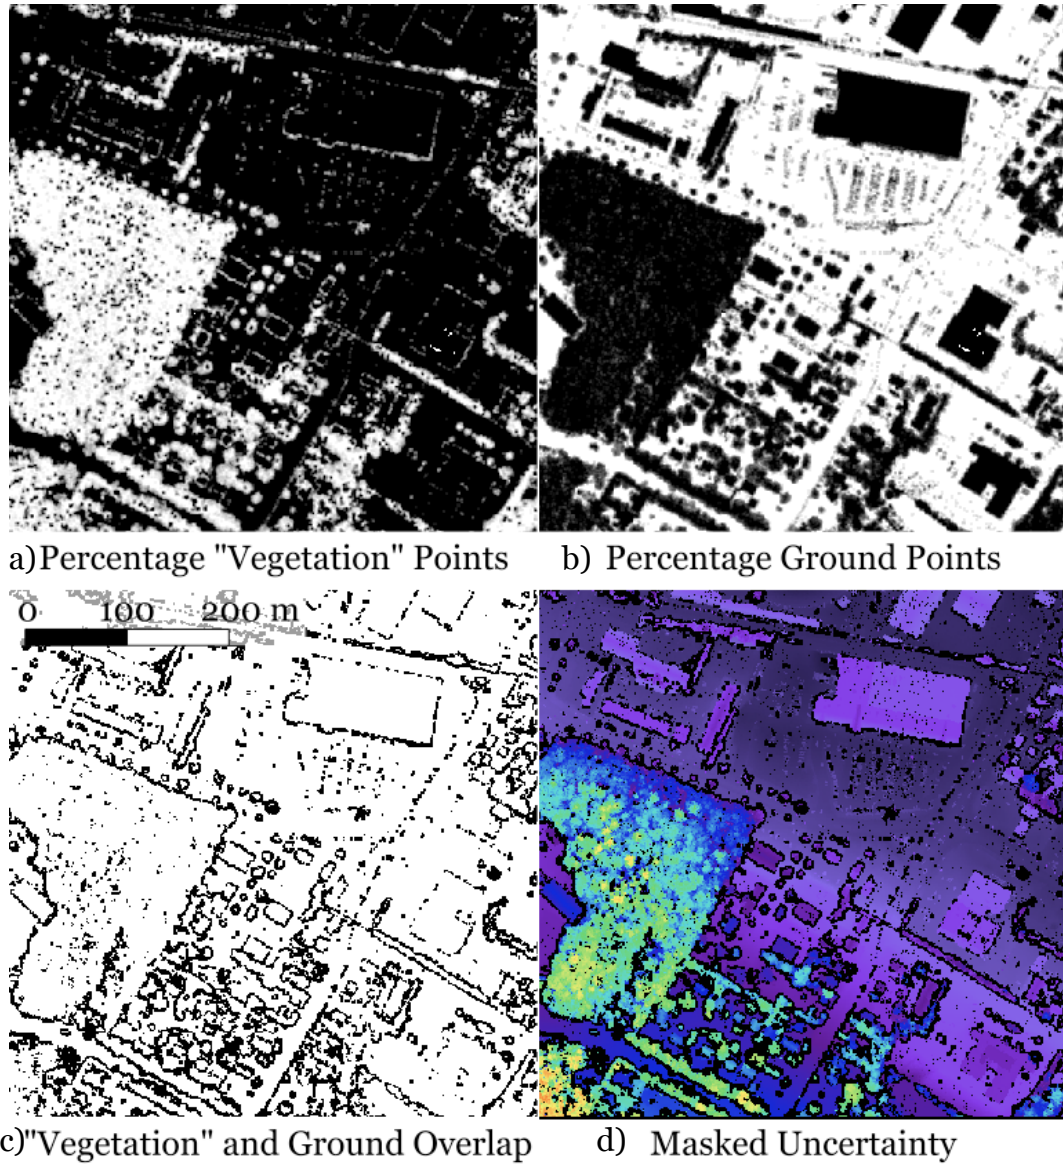 a) Percentage "Vegetation" Points
b) Percentage Ground Points
0 100 200 m
c) "Vegetation" and Ground Overlap
d) Masked Uncertainty